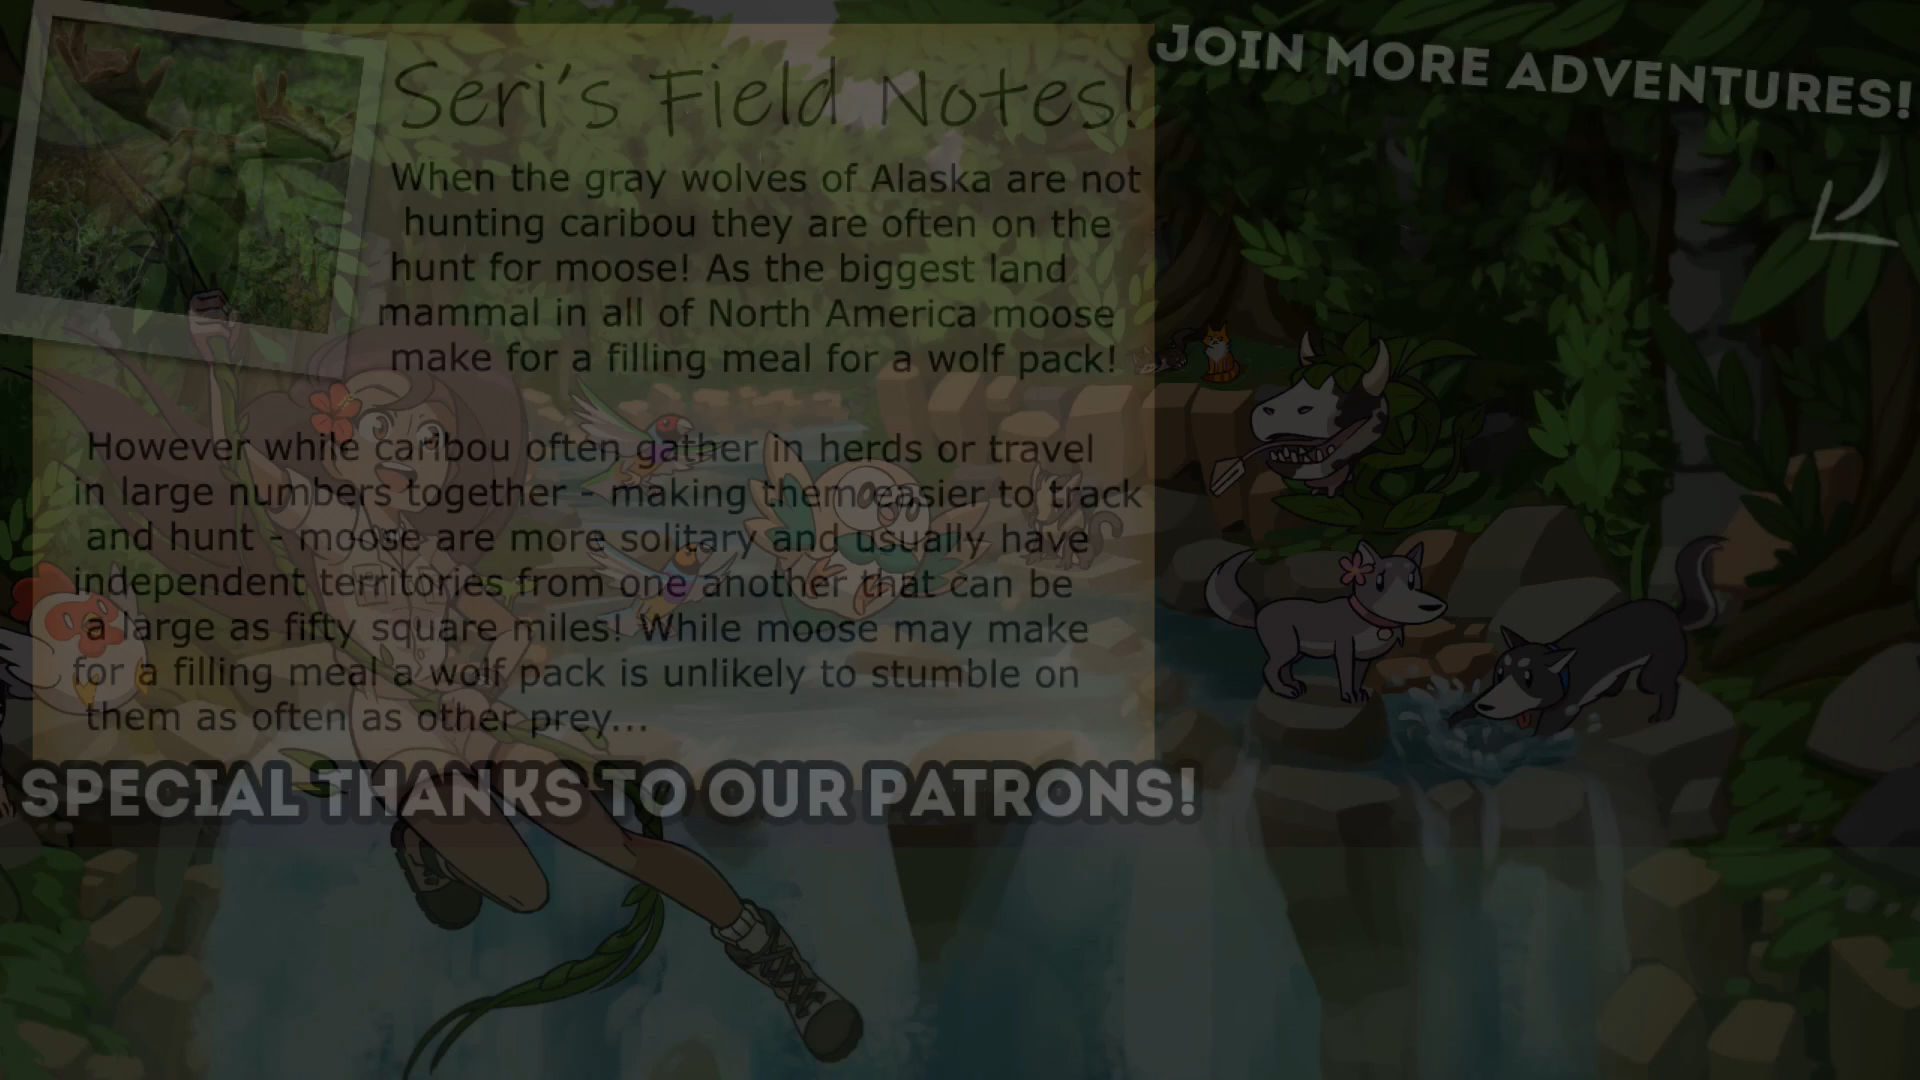 Seri's Field Notes!
JOIN MORE ADVENTURES!
When the gray wolves of Alaska are not
hunting caribou they are often on the
hunt for moose! As the biggest land
mammal in all of North America moose
make for a filling meal for a wolf pack!
However while caribou often gather in herds or travel
in large numbers together - making them easier to track
and hunt - moose are more solitary and usually have
independent territories from one another that can be
a large as fifty square miles! While moose may make
for a filling meal a wolf pack is unlikely to stumble on
them as often as other prey...
SPECIAL THANKS TO OUR PATRONS!